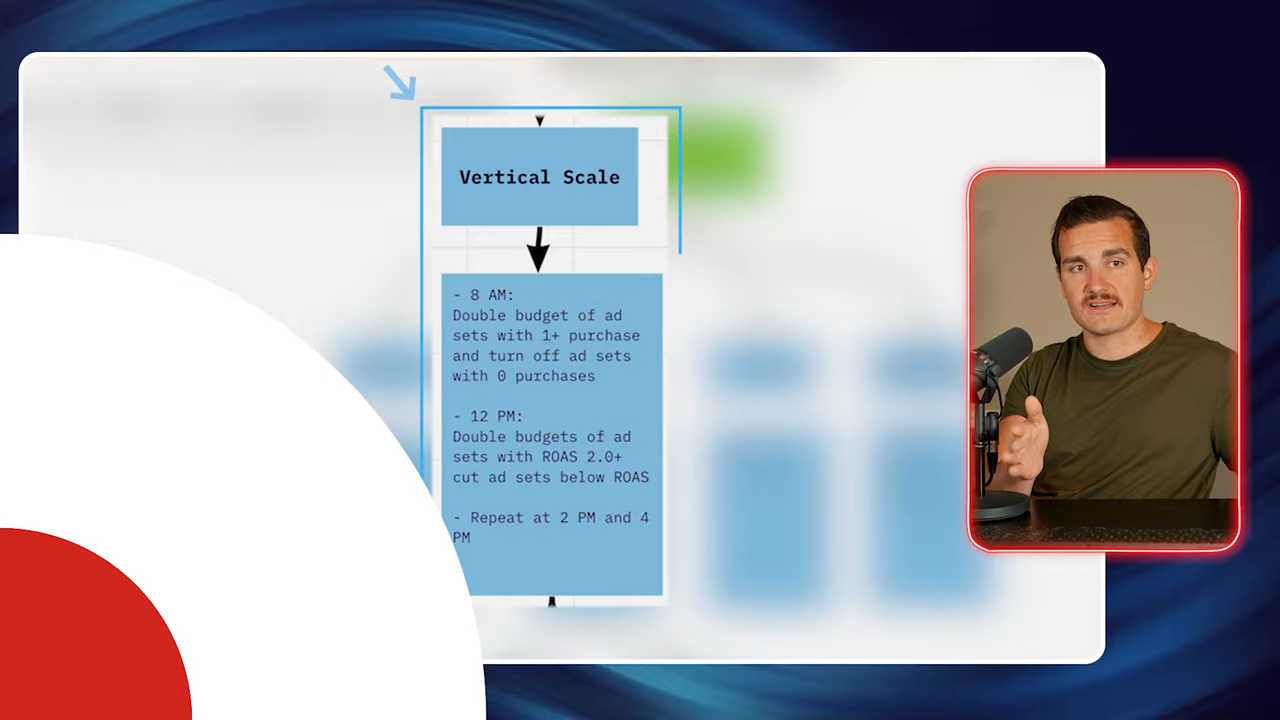 Vertical Scale
- 8 AM:
Double budget of ad
sets with 1+ purchase
and turn off ad sets
with 0 purchases
- 12 PM:
Double budgets of ad
sets with ROAS 2.0+
cut ad sets below ROAS
- Repeat at 2 PM and 4
PM